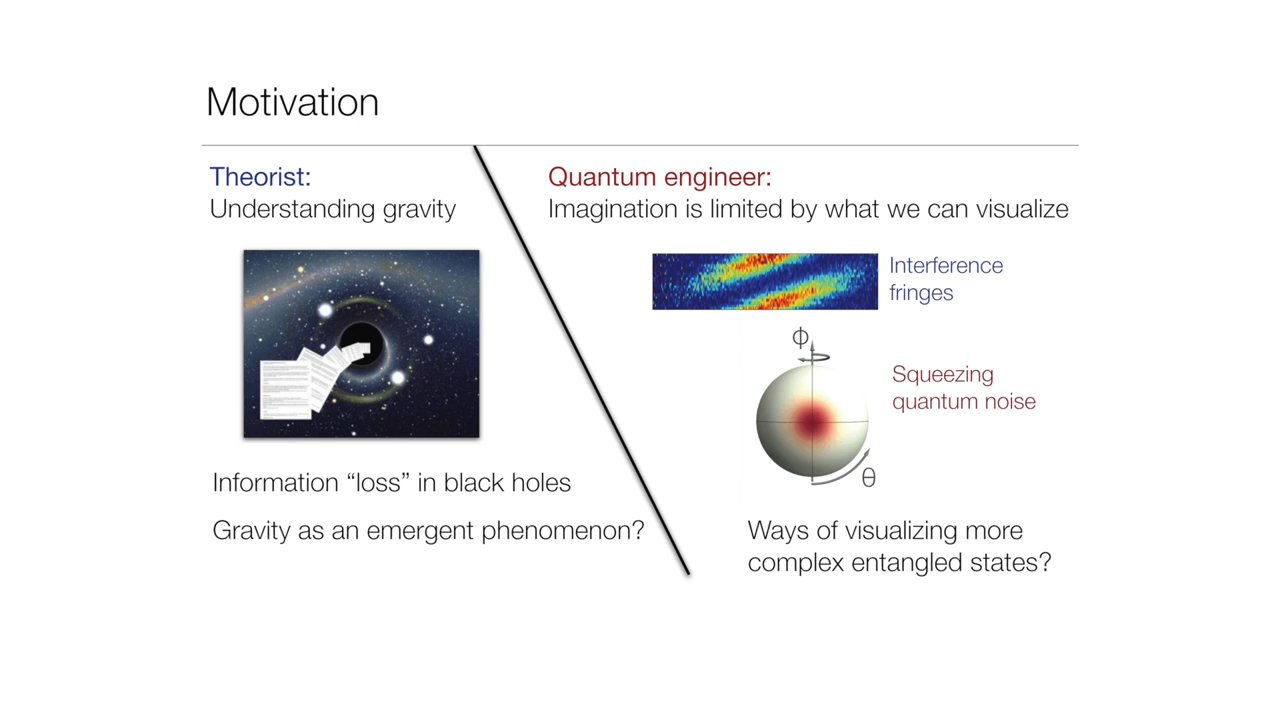 Motivation
Theorist:
Understanding gravity
Information “loss” in black holes
Gravity as an emergent phenomenon?
Quantum engineer:
Imagination is limited by what we can visualize
Interference
fringes
ϕ
Squeezing
quantum noise
θ
Ways of visualizing more
complex entangled states?